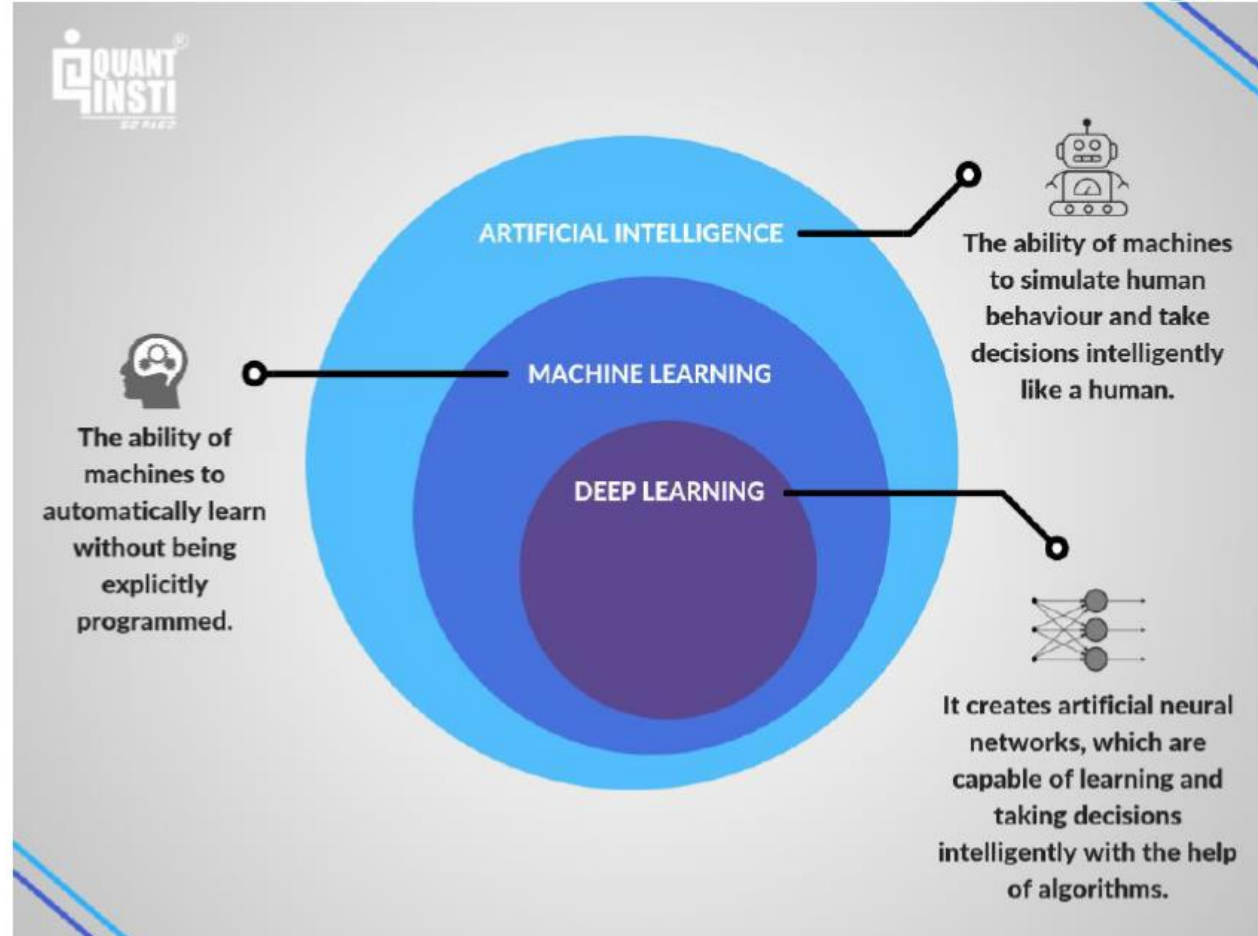 QUANT
INSTI
ARTIFICIAL INTELLIGENCE
The ability of machines
to simulate human
behaviour and take
decisions intelligently
like a human.
MACHINE LEARNING
The ability of
machines to
automatically learn
without being
explicitly
programmed.
DEEP LEARNING
It creates artificial neural
networks, which are
capable of learning and
taking decisions
intelligently with the help
of algorithms.